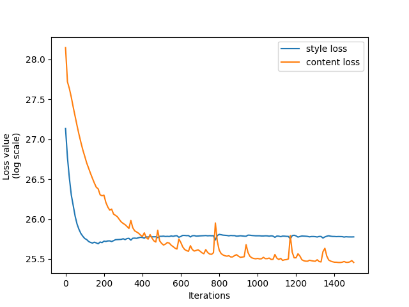 28.0
27.5
27.0
26.5
26.0
25.5
Loss value
(log scale)
style loss
content loss
0 200 400 600 800 1000 1200 1400
Iterations